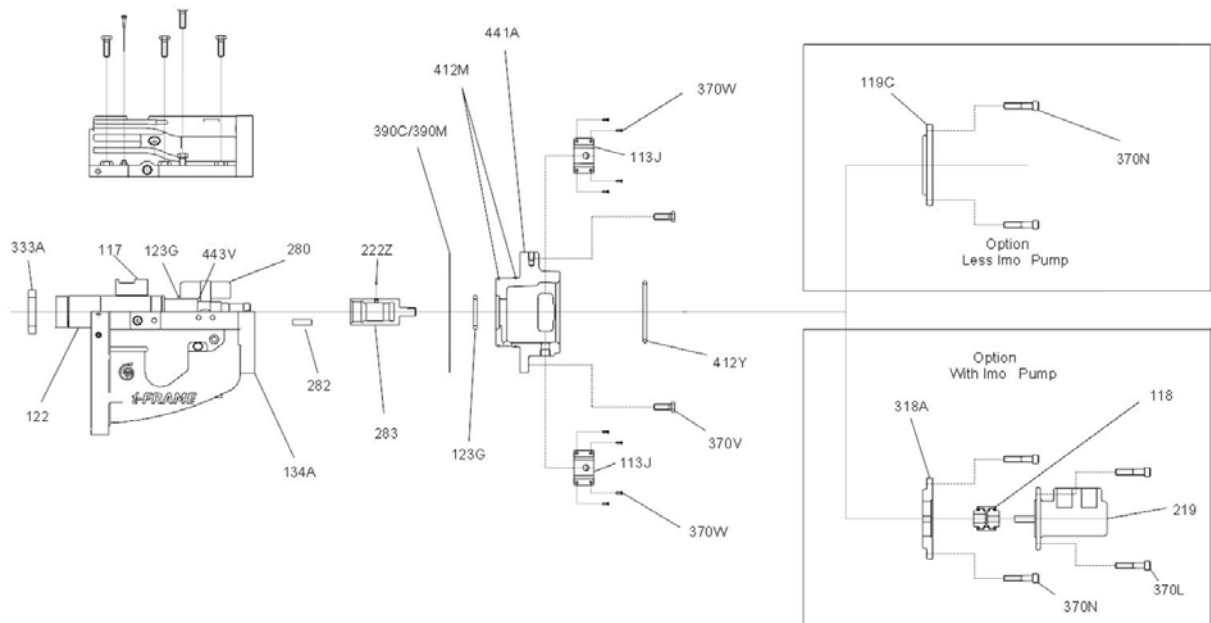 441A
412M
370W
119C
390C/390M
113J
370N
333A
117
123G
443V
280
222Z
Option
Less Imo Pump
412Y
Option
With Imo Pump
282
1-FRAME
122
283
123G
370V
318A
118
134A
113J
219
370W
370N
370L